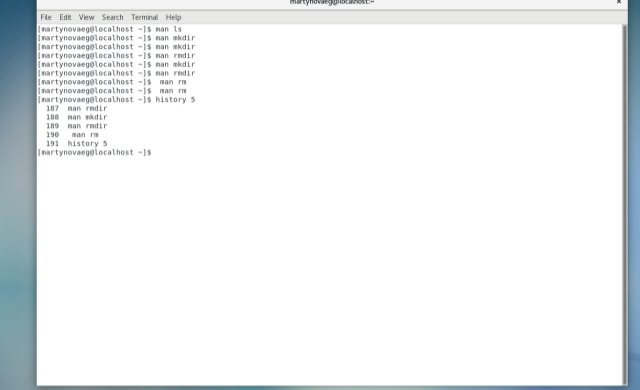 martynovaeg@localhost:~
File Edit View Search Terminal Help
[martynovaeg@localhost ~]$ man ls
[martynovaeg@localhost ~]$ man mkdir
[martynovaeg@localhost ~]$ man mkdir
[martynovaeg@localhost ~]$ man rmdir
[martynovaeg@localhost ~]$ man mkdir
[martynovaeg@localhost ~]$ man rmdir
[martynovaeg@localhost ~]$  man rm
[martynovaeg@localhost ~]$  man rm
[martynovaeg@localhost ~]$ history 5
  187  man rmdir
  188  man mkdir
  189  man rmdir
  190   man rm
  191  history 5
[martynovaeg@localhost ~]$